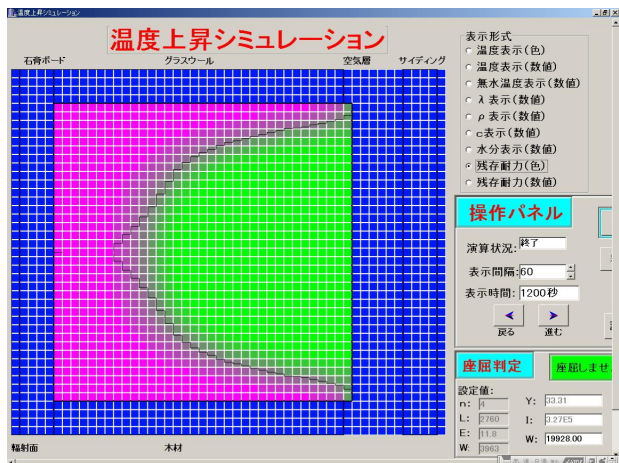 温度上昇シミュレーション
温度上昇シミュレーション
石膏ボード
グラスウール
空気層
サイディング
輻射面
木材
表示形式
温度表示(色)
温度表示(数値)
無水温度表示(数値)
λ表示(数値)
ρ表示(数値)
c表示(数値)
水分表示(数値)
残存耐力(色)
残存耐力(数値)
操作パネル
演算状況: 終了
表示間隔: 60
表示時間: 1200秒
戻る
進む
座屈判定
座屈しませ
設定値:
n: 4
L: 2760
E: 11.8
W: 3963
Y: 33.31
I: 3.27E5
W: 19928.00